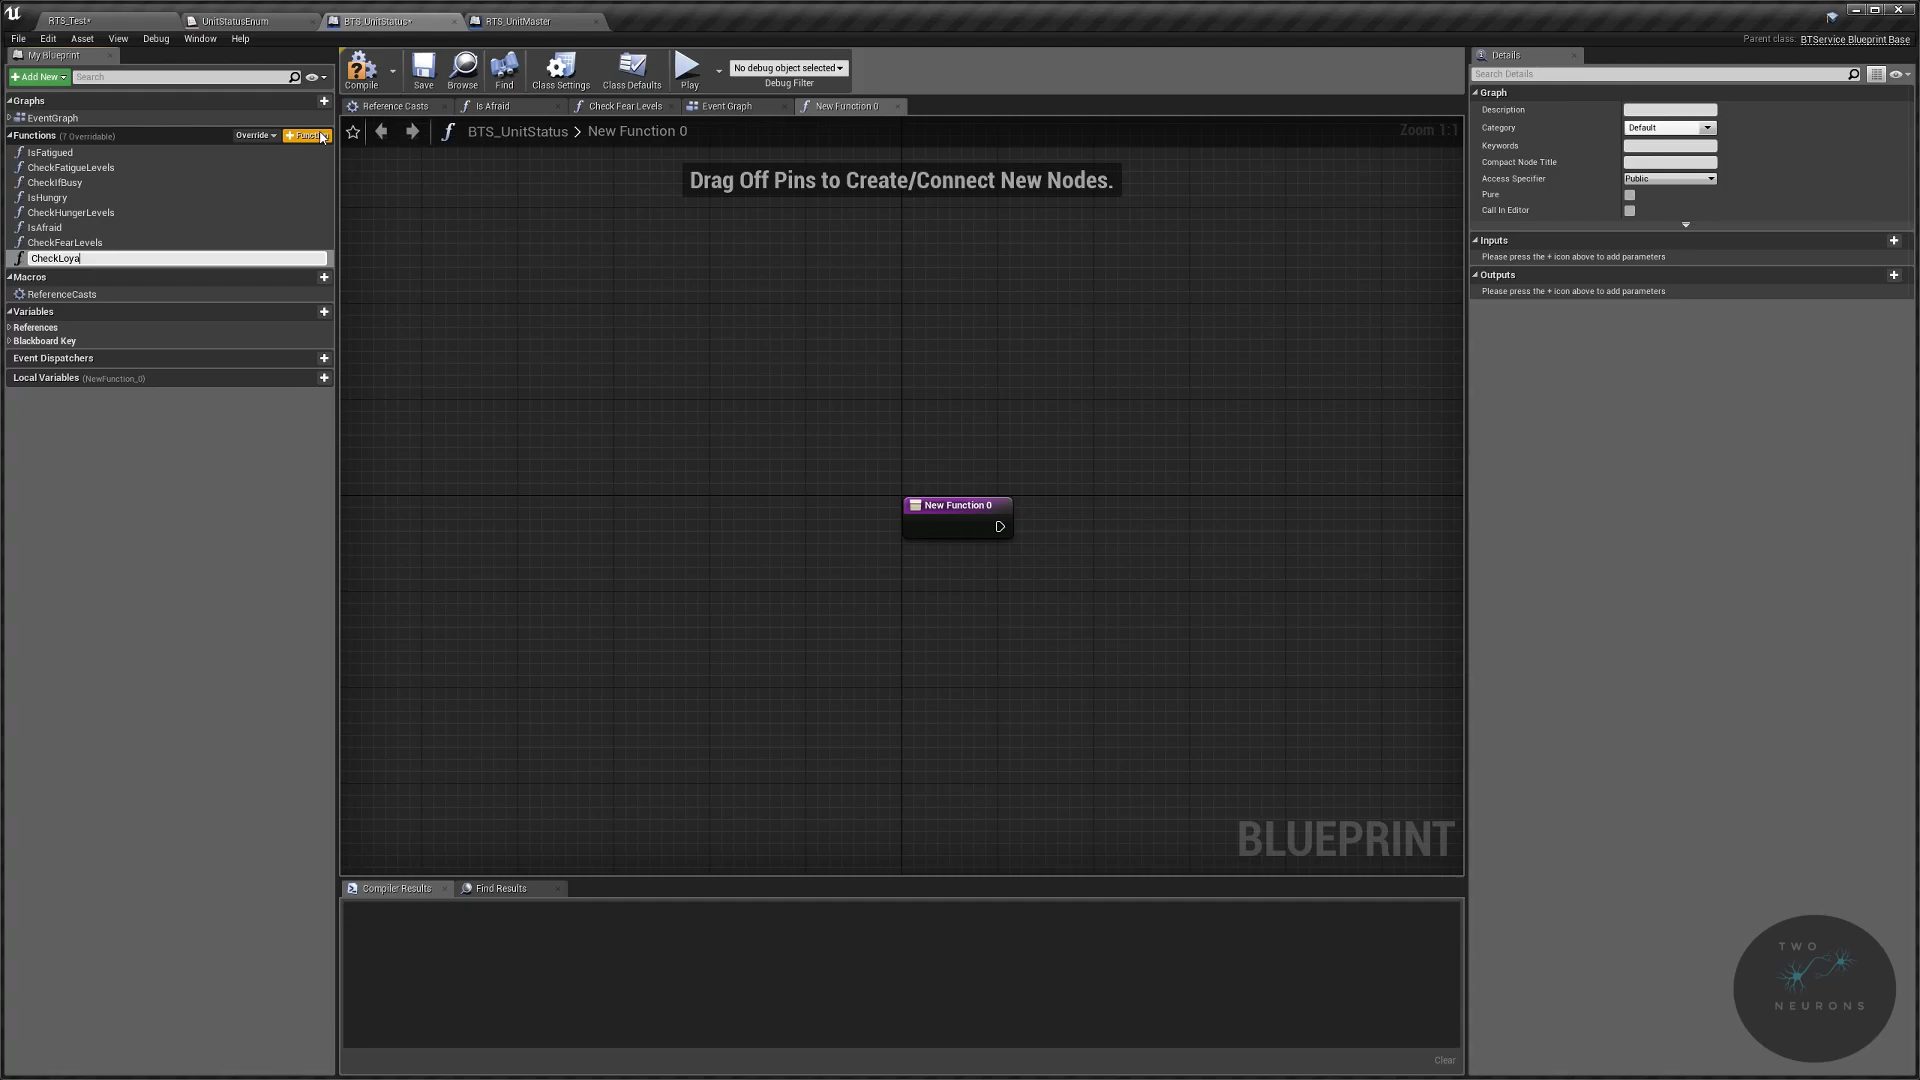 RTS_Test*
UnitStatusEnum
BTS_UnitStatus*
RTS_UnitMaster
File Edit Asset View Debug Window Help
Parent class: BTService Blueprint Base
My Blueprint
Add New
Search
Compile
Save
Browse
Find
Class Settings
Class Defaults
Play
No debug object selected
Debug Filter
Details
Search Details
Graphs
EventGraph
Functions (7 Overridable)
Override
IsFatigued
CheckFatigueLevels
CheckIfBusy
IsHungry
CheckHungerLevels
IsAfraid
CheckFearLevels
CheckLoya
Macros
ReferenceCasts
Variables
References
Blackboard Key
Event Dispatchers
Local Variables (NewFunction_0)
Reference Casts
Is Afraid
Check Fear Levels
Event Graph
New Function 0
BTS_UnitStatus > New Function 0
Zoom 1:1
Drag Off Pins to Create/Connect New Nodes.
New Function 0
BLUEPRINT
Compiler Results
Find Results
Clear
Graph
Description
Category Default
Keywords
Compact Node Title
Access Specifier Public
Pure
Call In Editor
Inputs
Please press the + icon above to add parameters
Outputs
Please press the + icon above to add parameters
TWO
NEURONS